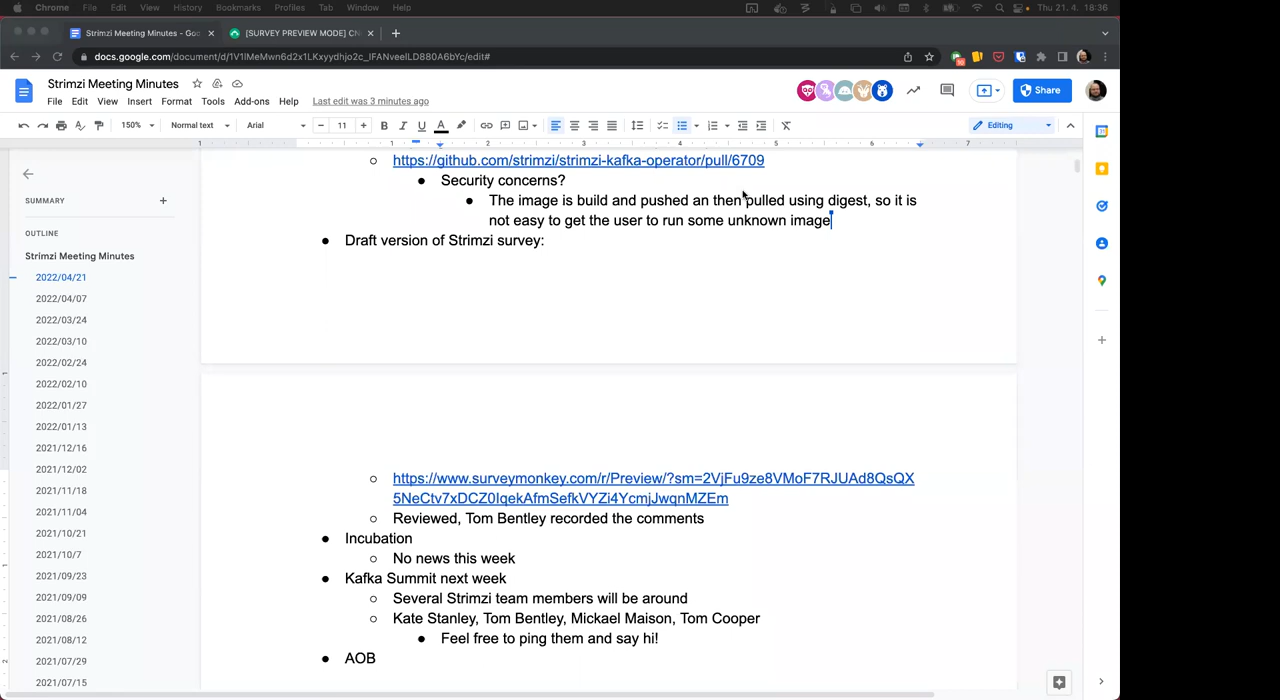 Chrome File Edit View History Bookmarks Profiles Tab Window Help Thu 21. 4. 18:36
Strimzi Meeting Minutes - Goo [SURVEY PREVIEW MODE] CN
docs.google.com/document/d/
Strimzi Meeting Minutes
File Edit View Insert Format Tools Add-ons Help Last edit was 3 minutes ago
Share
150% Normal text Arial 11 Editing
1 1 2 3 4 5 6 7
SUMMARY
OUTLINE
Strimzi Meeting Minutes
2022/04/21
2022/04/07
2022/03/24
2022/03/10
2022/02/24
2022/02/10
2022/01/27
2022/01/13
2021/12/16
2021/12/02
2021/11/18
2021/11/04
2021/10/21
2021/10/7
2021/09/23
2021/09/09
2021/08/26
2021/08/12
2021/07/29
2021/07/15
https://github.com/strimzi/strimzi-kafka-operator/pull/6709
Security concerns?
The image is build and pushed an then pulled using digest, so it is
not easy to get the user to run some unknown image
Draft version of Strimzi survey:
https://www.surveymonkey.com/r/Preview/?sm=2VjFu9ze8VMoF7RJUAd8QsQX
5NeCtv7xDCZ0IqekAfmSefkVYZi4YcmjJwqnMZEm
Reviewed, Tom Bentley recorded the comments
Incubation
No news this week
Kafka Summit next week
Several Strimzi team members will be around
Kate Stanley, Tom Bentley, Mickael Maison, Tom Cooper
Feel free to ping them and say hi!
AOB